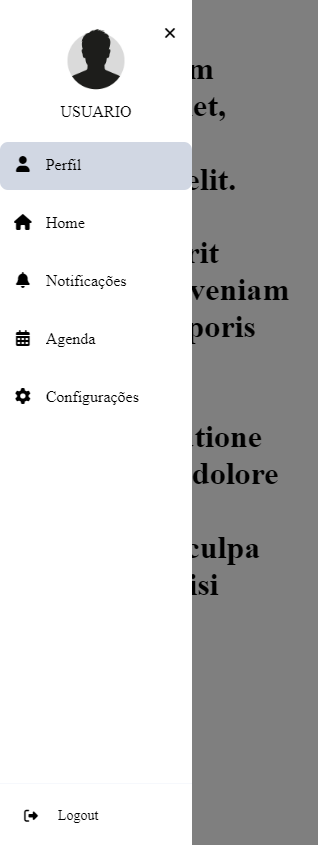 USUARIO
Perfil
Home
Notificações
Agenda
Configurações
Logout
m
et,
elit.
rit
veniam
poris
tione
dolore
culpa
isi